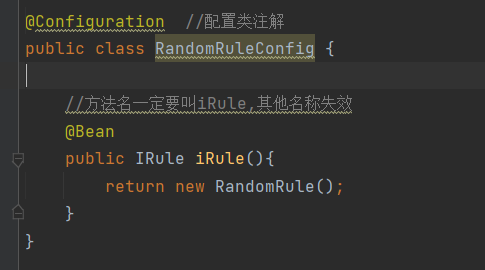 @Configuration  //配置类注解
public class RandomRuleConfig {
//方法名一定要叫iRule,其他名称失效
@Bean
public IRule iRule(){
return new RandomRule();
}
}